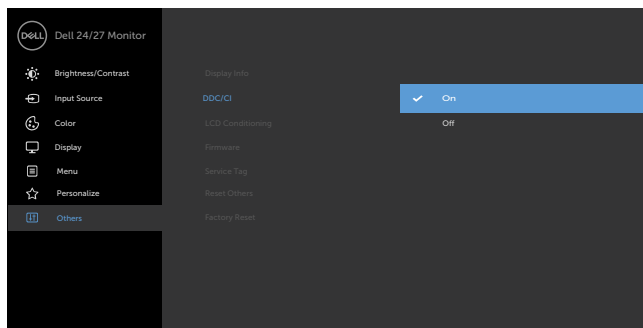 DELL Dell 24/27 Monitor
Brightness/Contrast
Input Source
Color
Display
Menu
Personalize
Others
Display Info
DDC/CI
LCD Conditioning
Firmware
Service Tag
Reset Others
Factory Reset
On
Off